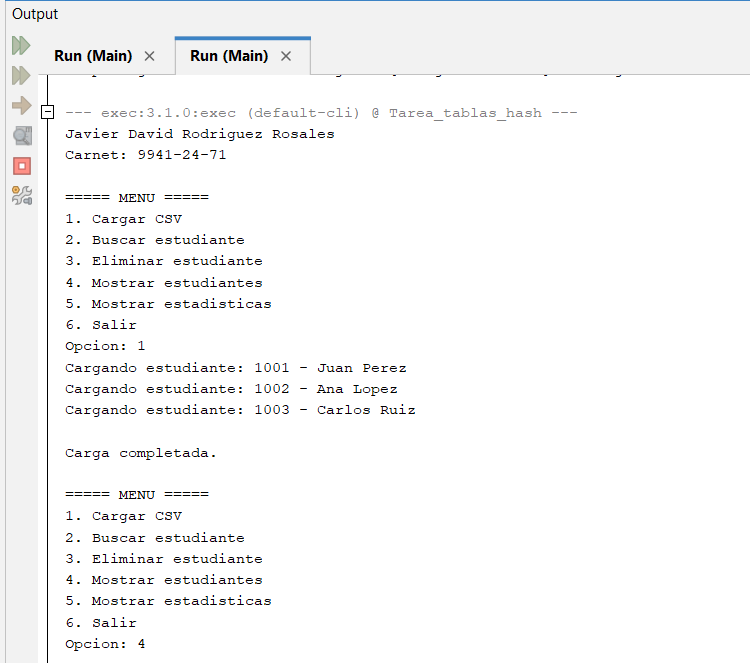 Output
Run (Main) × Run (Main) ×
--- exec:3.1.0:exec (default-cli) @ Tarea_tablas_hash ---
Javier David Rodriguez Rosales
Carnet: 9941-24-71
===== MENU =====
1. Cargar CSV
2. Buscar estudiante
3. Eliminar estudiante
4. Mostrar estudiantes
5. Mostrar estadisticas
6. Salir
Opcion: 1
Cargando estudiante: 1001 - Juan Perez
Cargando estudiante: 1002 - Ana Lopez
Cargando estudiante: 1003 - Carlos Ruiz
Carga completada.
===== MENU =====
1. Cargar CSV
2. Buscar estudiante
3. Eliminar estudiante
4. Mostrar estudiantes
5. Mostrar estadisticas
6. Salir
Opcion: 4